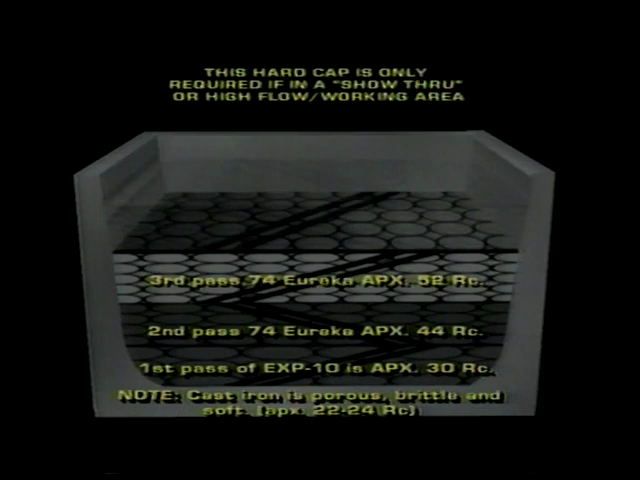 THIS HARD CAP IS ONLY
REQUIRED IF IN A "SHOW THRU"
OR HIGH FLOW/WORKING AREA
3rd pass 74 Eureka APX. 52 Rc.
2nd pass 74 Eureka APX. 44 Rc.
1st pass of EXP-10 is APX. 30 Rc.
NOTE: Cast iron is porous, brittle and
soft. (apx. 22-24 Rc)